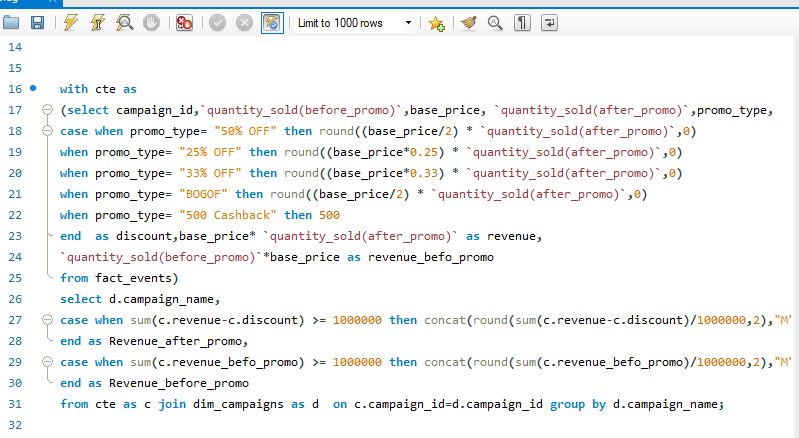 Limit to 1000 rows
14
15
16 with cte as
17 (select campaign_id,`quantity_sold(before_promo)`,base_price, `quantity_sold(after_promo)`,promo_type,
18 case when promo_type= "50% OFF" then round((base_price/2) * `quantity_sold(after_promo)`,0)
19 when promo_type= "25% OFF" then round((base_price*0.25) * `quantity_sold(after_promo)`,0)
20 when promo_type= "33% OFF" then round((base_price*0.33) * `quantity_sold(after_promo)`,0)
21 when promo_type= "BOGOF" then round((base_price/2) * `quantity_sold(after_promo)`,0)
22 when promo_type= "500 Cashback" then 500
23 end  as discount,base_price* `quantity_sold(after_promo)` as revenue,
24 `quantity_sold(before_promo)`*base_price as revenue_befo_promo
25 from fact_events)
26 select d.campaign_name,
27 case when sum(c.revenue-c.discount) >= 1000000 then concat(round(sum(c.revenue-c.discount)/1000000,2),"M"
28 end as Revenue_after_promo,
29 case when sum(c.revenue_befo_promo) >= 1000000 then concat(round(sum(c.revenue_befo_promo)/1000000,2),"M"
30 end as Revenue_before_promo
31 from cte as c join dim_campaigns as d  on c.campaign_id=d.campaign_id group by d.campaign_name;
32